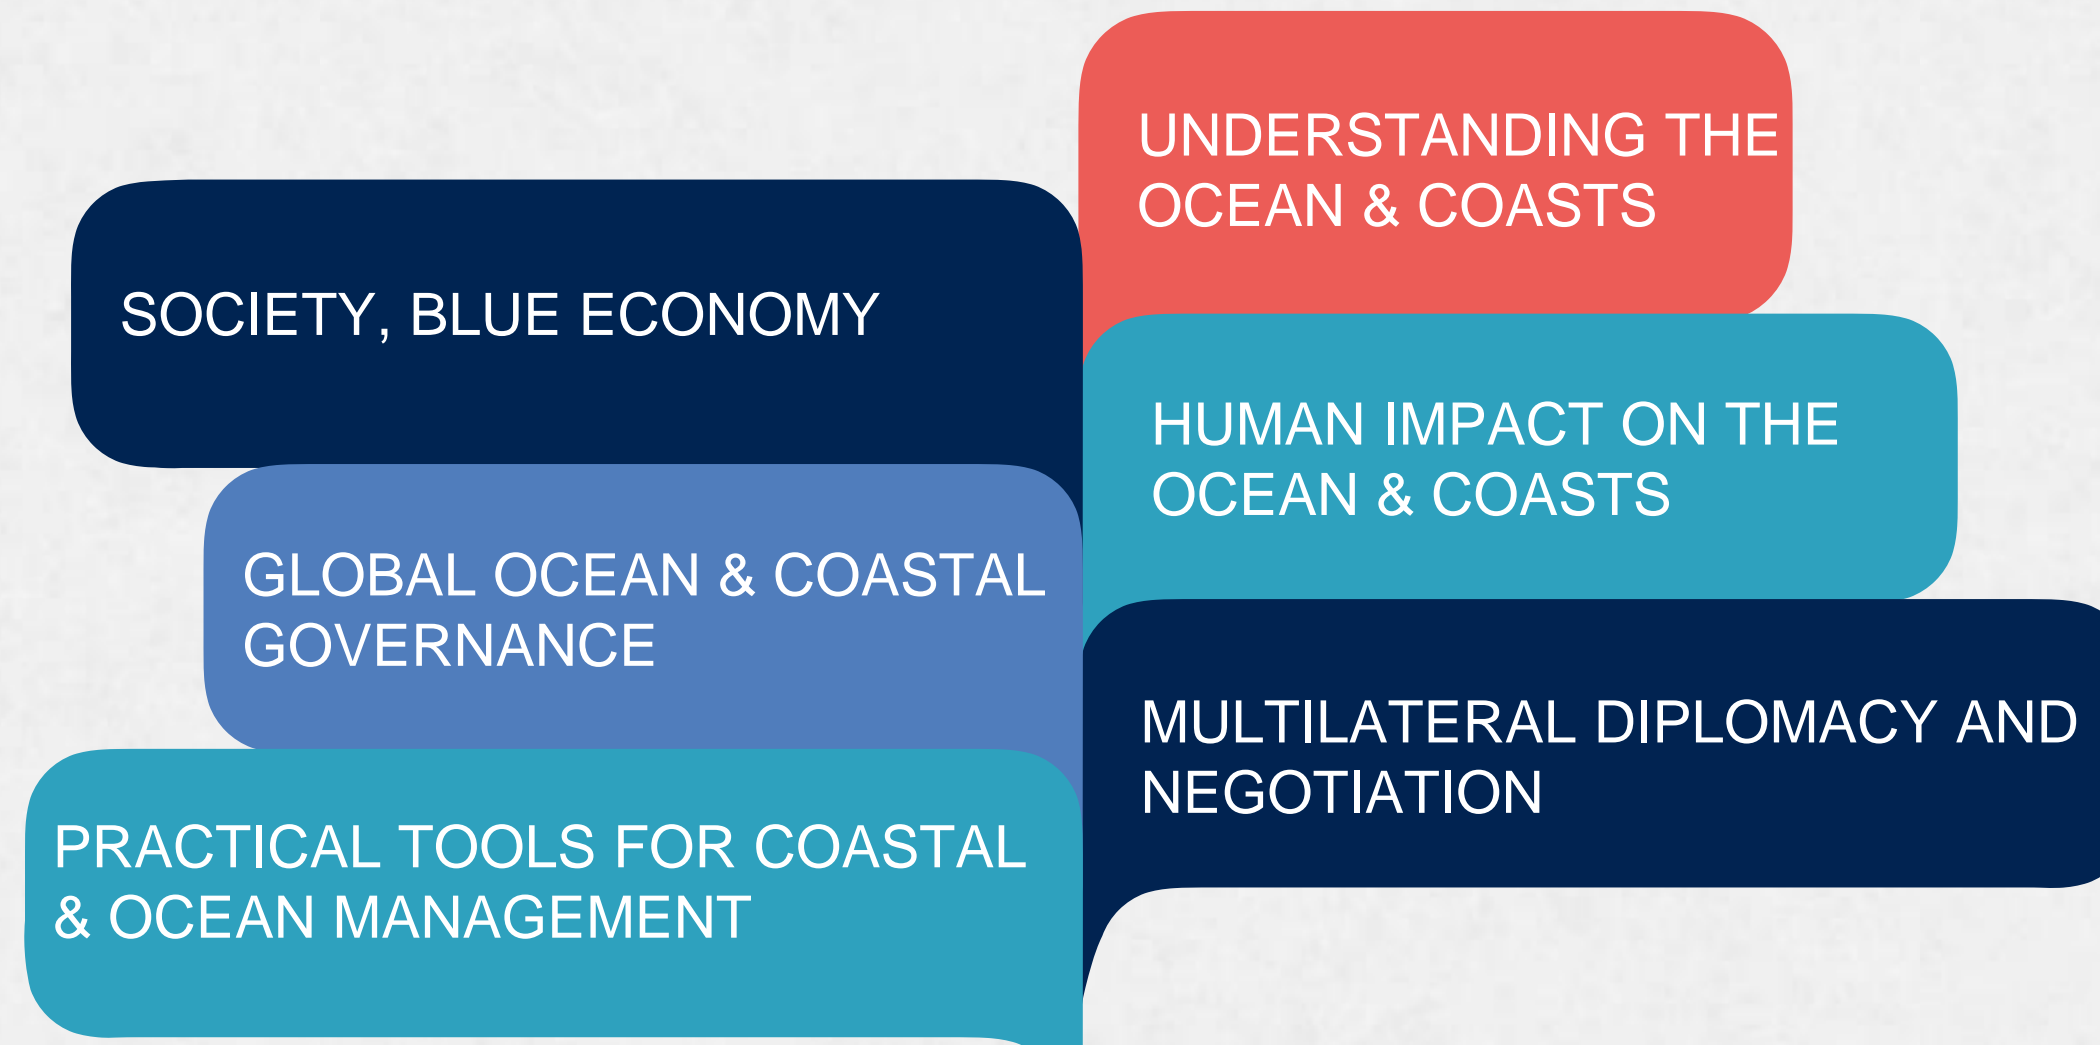 UNDERSTANDING THE
OCEAN & COASTS
SOCIETY, BLUE ECONOMY
HUMAN IMPACT ON THE
OCEAN & COASTS
GLOBAL OCEAN & COASTAL
GOVERNANCE
MULTILATERAL DIPLOMACY AND
NEGOTIATION
PRACTICAL TOOLS FOR COASTAL
& OCEAN MANAGEMENT